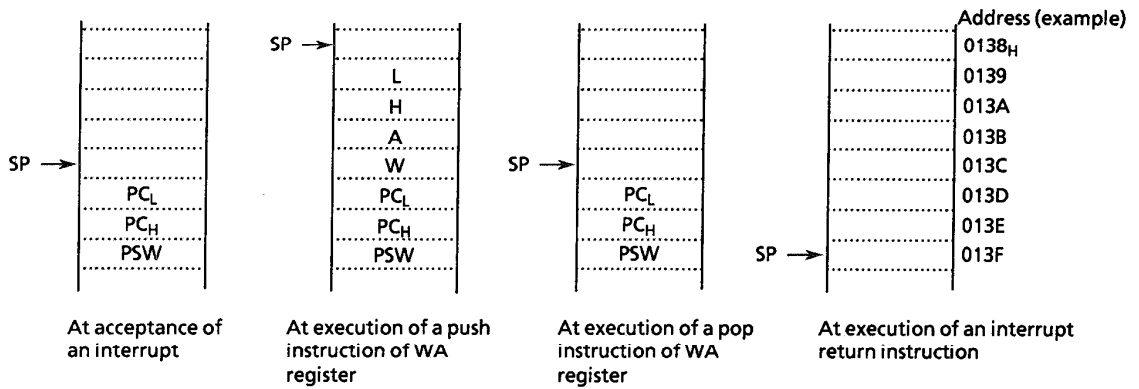 Address (example)
SP
0138H
L
0139
H
013A
A
013B
SP
W
SP
013C
PCL
PCL
PCL
013D
PCH
PCH
PCH
013E
PSW
PSW
PSW
SP
013F
At acceptance of
an interrupt
At execution of a push
instruction of WA
register
At execution of a pop
instruction of WA
register
At execution of an interrupt
return instruction